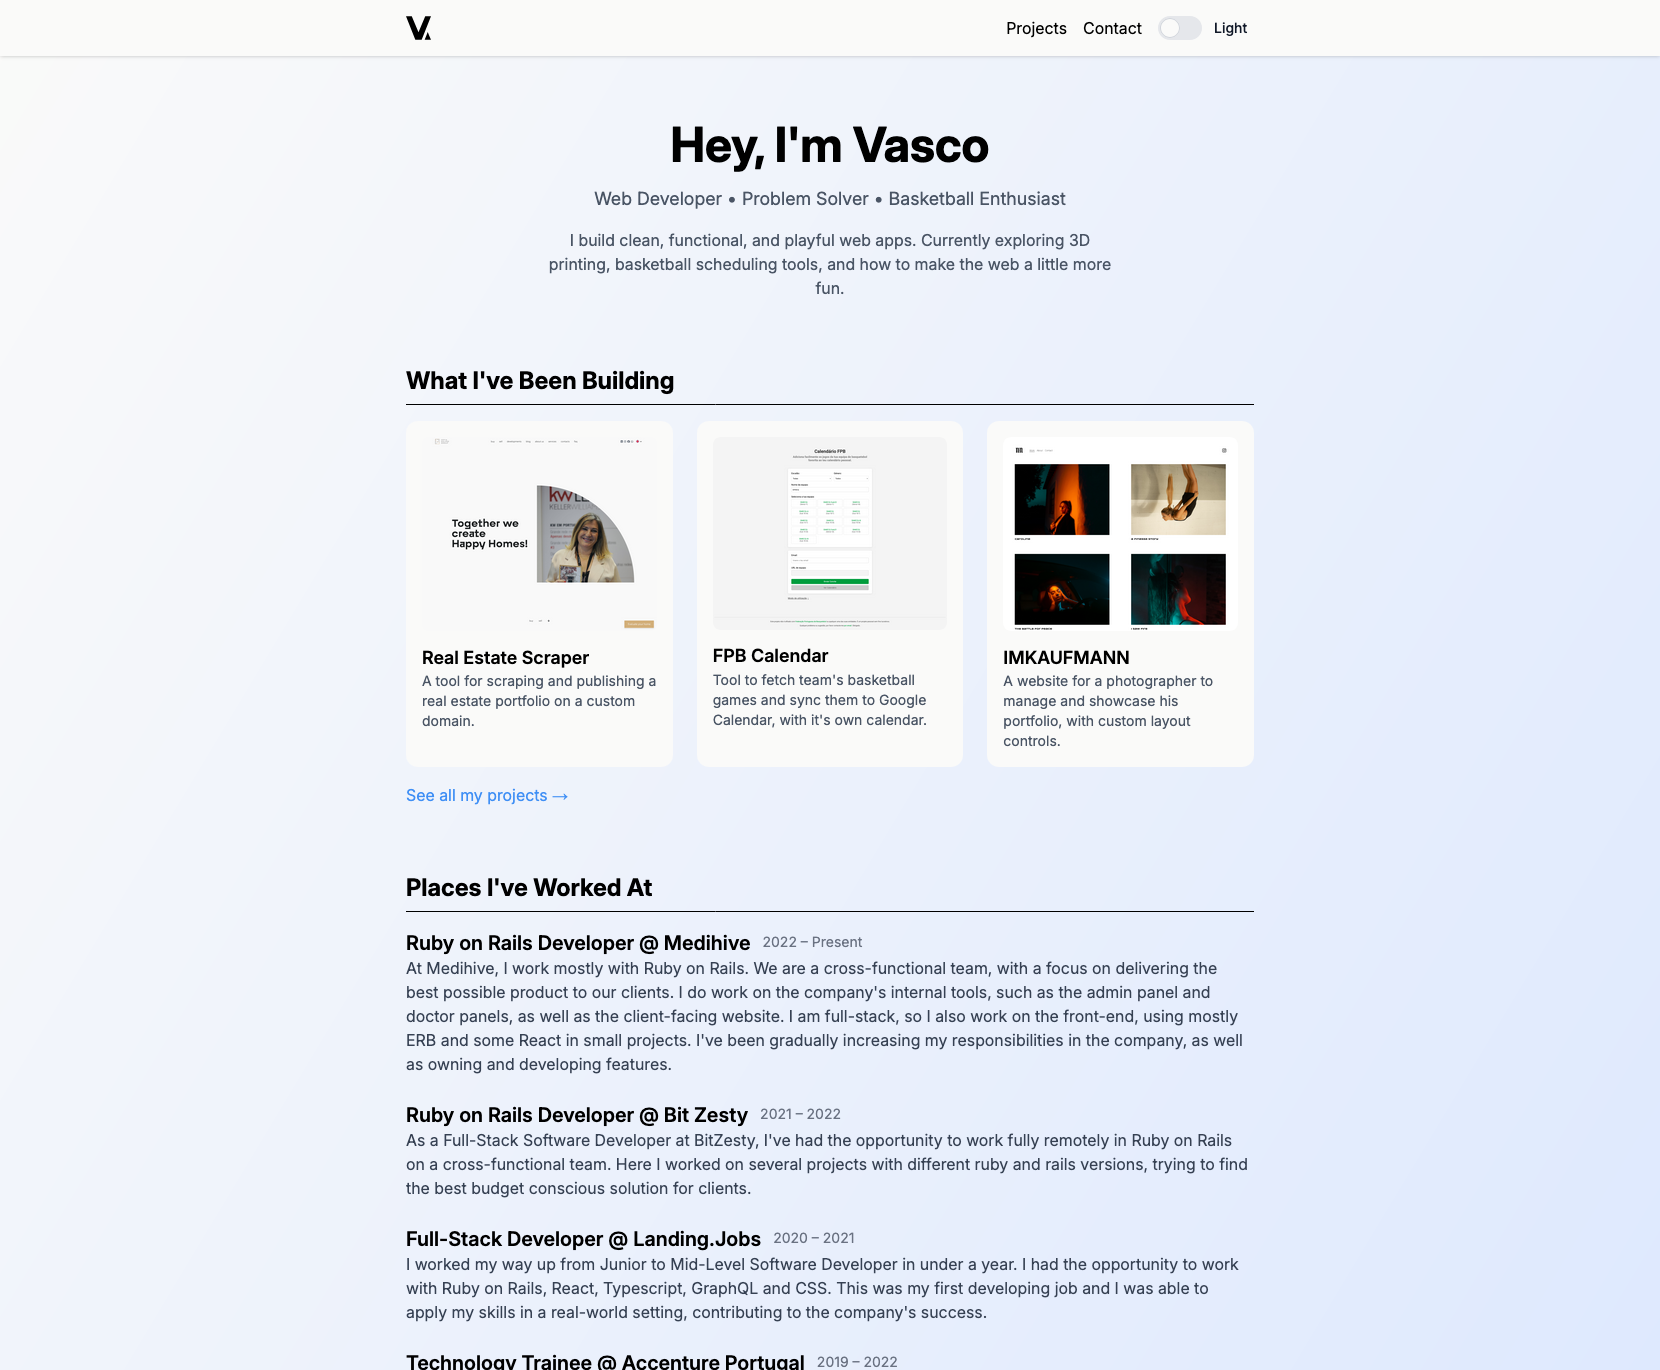 V.
Projects Contact Light
Hey, I'm Vasco
Web Developer • Problem Solver • Basketball Enthusiast
I build clean, functional, and playful web apps. Currently exploring 3D
printing, basketball scheduling tools, and how to make the web a little more
fun.
What I've Been Building
Together we
create
Happy Homes!
Calendário FPB
Real Estate Scraper
A tool for scraping and publishing a
real estate portfolio on a custom
domain.
FPB Calendar
Tool to fetch team's basketball
games and sync them to Google
Calendar, with it's own calendar.
IMKAUFMANN
A website for a photographer to
manage and showcase his
portfolio, with custom layout
controls.
See all my projects →
Places I've Worked At
Ruby on Rails Developer @ Medihive 2022 – Present
At Medihive, I work mostly with Ruby on Rails. We are a cross-functional team, with a focus on delivering the
best possible product to our clients. I do work on the company's internal tools, such as the admin panel and
doctor panels, as well as the client-facing website. I am full-stack, so I also work on the front-end, using mostly
ERB and some React in small projects. I've been gradually increasing my responsibilities in the company, as well
as owning and developing features.
Ruby on Rails Developer @ Bit Zesty 2021 – 2022
As a Full-Stack Software Developer at BitZesty, I've had the opportunity to work fully remotely in Ruby on Rails
on a cross-functional team. Here I worked on several projects with different ruby and rails versions, trying to find
the best budget conscious solution for clients.
Full-Stack Developer @ Landing.Jobs 2020 – 2021
I worked my way up from Junior to Mid-Level Software Developer in under a year. I had the opportunity to work
with Ruby on Rails, React, Typescript, GraphQL and CSS. This was my first developing job and I was able to
apply my skills in a real-world setting, contributing to the company's success.
Technology Trainee @ Accenture Portugal 2019 – 2022